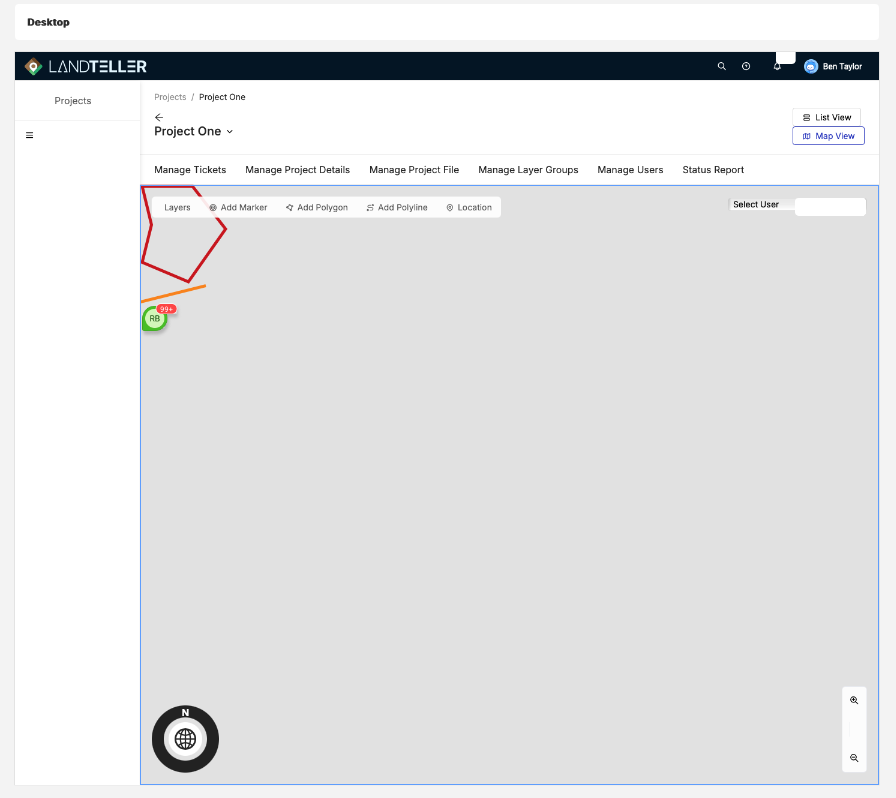 Desktop
LANDTELLER
Ben Taylor
Projects
Projects / Project One
Project One
List View
Map View
Manage Tickets Manage Project Details Manage Project File Manage Layer Groups Manage Users Status Report
Layers Add Marker Add Polygon Add Polyline Location
Select User
99+
RB
N